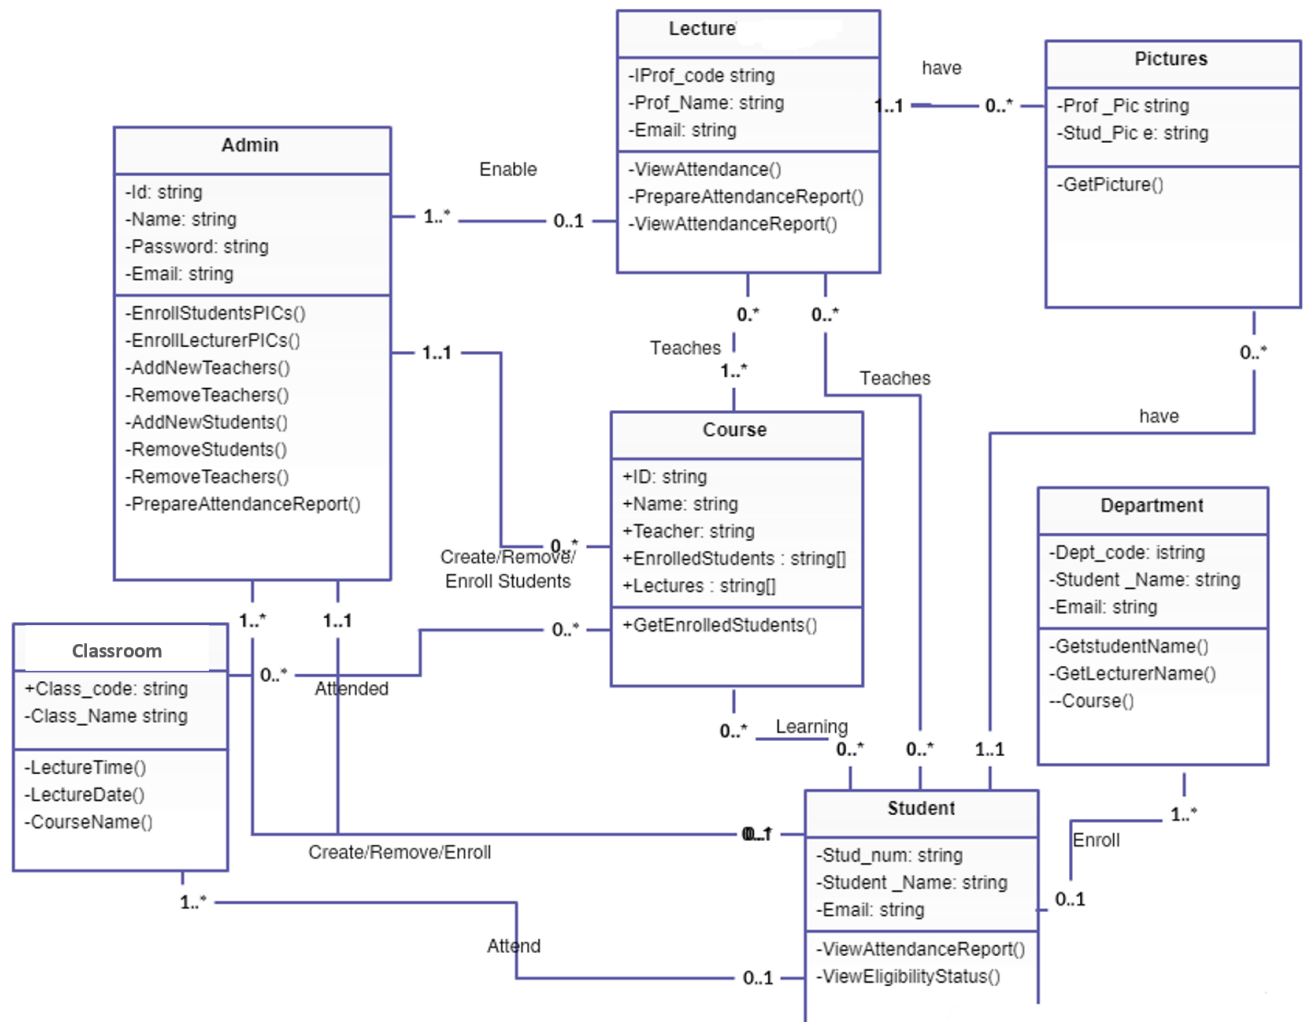 Lecture
-IProf_code string
-Prof_Name: string
-Email: string
-ViewAttendance()
-PrepareAttendanceReport()
-ViewAttendanceReport()
have
1..1
0..*
Pictures
-Prof _Pic string
-Stud_Pic e: string
-GetPicture()
Admin
-Id: string
-Name: string
-Password: string
-Email: string
-EnrollStudentsPICs()
-EnrollLecturerPICs()
-AddNewTeachers()
-RemoveTeachers()
-AddNewStudents()
-RemoveStudents()
-RemoveTeachers()
-PrepareAttendanceReport()
Enable
1..*
0..1
0.*
0..*
Teaches
1..*
Teaches
0..*
have
1..1
0..*
Create/Remove/
Enroll Students
Course
+ID: string
+Name: string
+Teacher: string
+EnrolledStudents : string[]
+Lectures : string[]
+GetEnrolledStudents()
Department
-Dept_code: istring
-Student _Name: string
-Email: string
-GetstudentName()
-GetLecturerName()
--Course()
1..*
1..1
0..*
0..*
Attended
Classroom
+Class_code: string
-Class_Name string
-LectureTime()
-LectureDate()
-CourseName()
0..*
Learning
0..*
0..*
1..1
Create/Remove/Enroll
Student
-Stud_num: string
-Student _Name: string
-Email: string
-ViewAttendanceReport()
-ViewEligibilityStatus()
1..*
Enroll
0..1
1..*
Attend
0..1